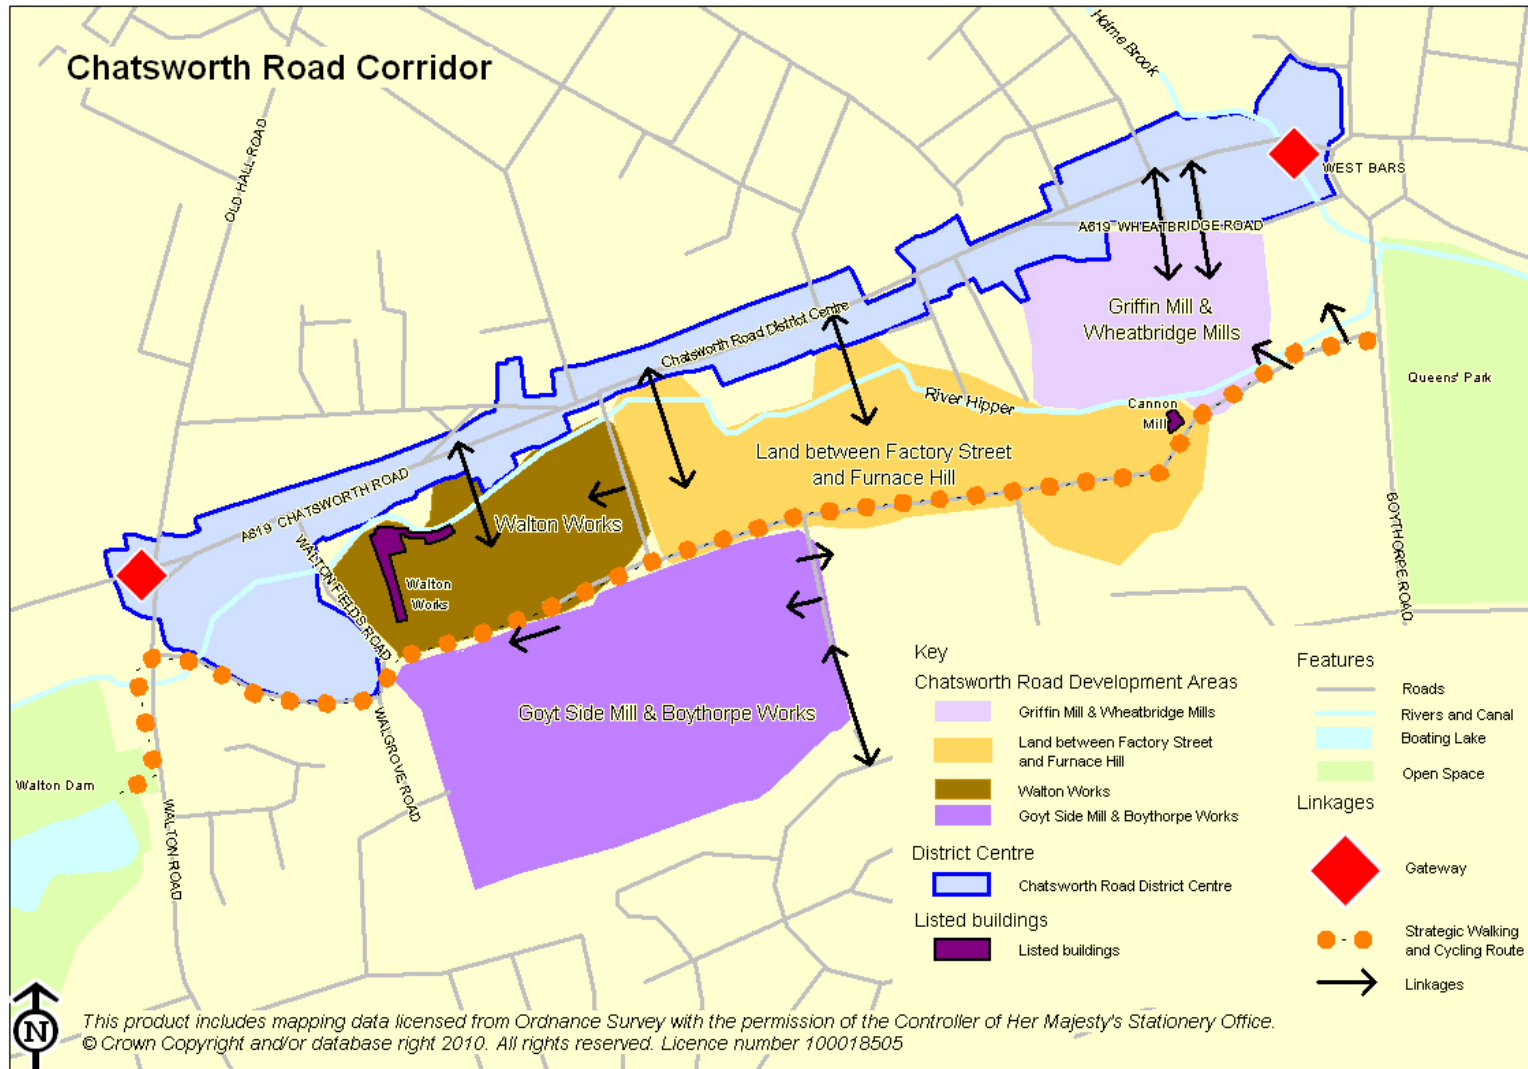 Chatsworth Road Corridor
Holme Brook
OLD HALL ROAD
WEST BARS
A619 WHEATBRIDGE ROAD
Griffin Mill &
Wheatbridge Mills
Chatsworth Road District Centre
Queens' Park
River Hipper
Cannon
Mill
Land between Factory Street
and Furnace Hill
A619 CHATSWORTH ROAD
Walton Works
WALTON FIELDS ROAD
Walton
Works
BOYTHORPE ROAD
Goyt Side Mill & Boythorpe Works
WALGROVE ROAD
Walton Dam
WALTON ROAD
Key
Chatsworth Road Development Areas
Griffin Mill & Wheatbridge Mills
Land between Factory Street
and Furnace Hill
Walton Works
Goyt Side Mill & Boythorpe Works
District Centre
Chatsworth Road District Centre
Listed buildings
Listed buildings
Features
Roads
Rivers and Canal
Boating Lake
Open Space
Linkages
Gateway
Strategic Walking
and Cycling Route
Linkages
N
This product includes mapping data licensed from Ordnance Survey with the permission of the Controller of Her Majesty's Stationery Office.
© Crown Copyright and/or database right 2010. All rights reserved. Licence number 100018505